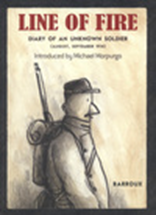 LINE OF FIRE
DIARY OF AN UNKNOWN SOLDIER
(AUGUST, SEPTEMBER 1914)
Introduced by Michael Morpurgo
BARROUX